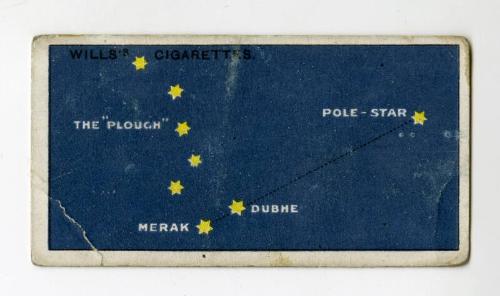 WILLS'S CIGARETTES.
POLE-STAR
THE "PLOUGH"
DUBHE
MERAK